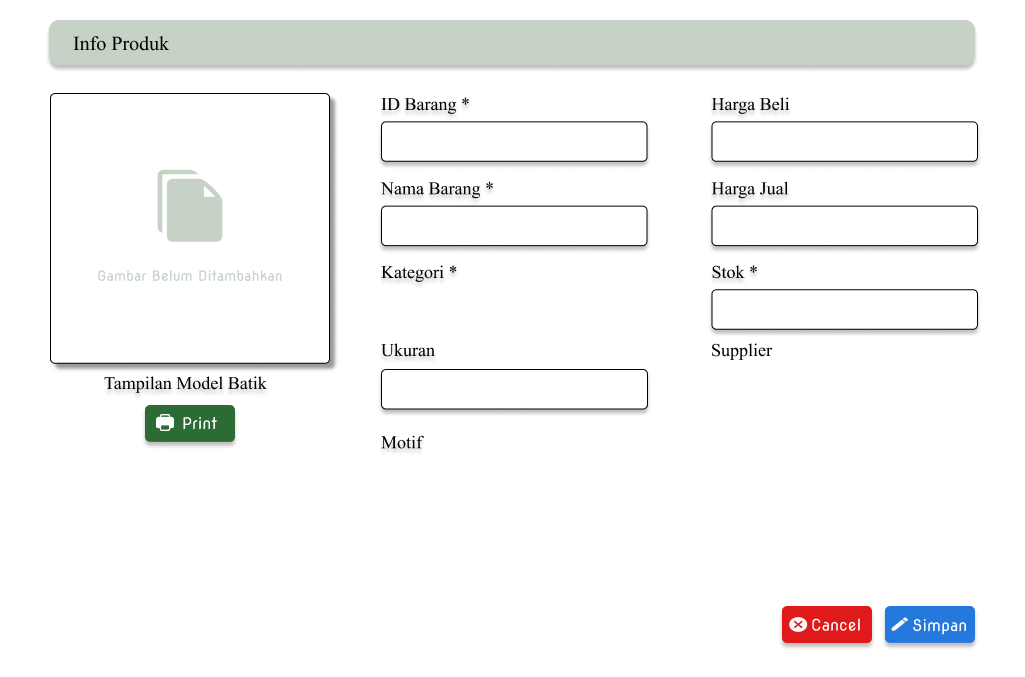 Info Produk
Gambar Belum Ditambahkan
Tampilan Model Batik
Print
ID Barang *
Nama Barang *
Kategori *
Ukuran
Motif
Harga Beli
Harga Jual
Stok *
Supplier
Cancel
Simpan